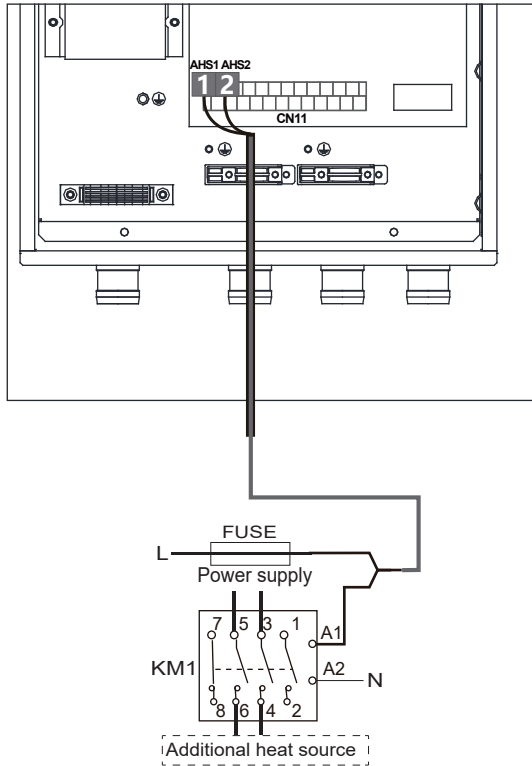 AHS1 AHS2
1 2
CN11
FUSE
L
Power supply
7 5 3 1
A1
KM1
A2
N
8 6 4 2
Additional heat source